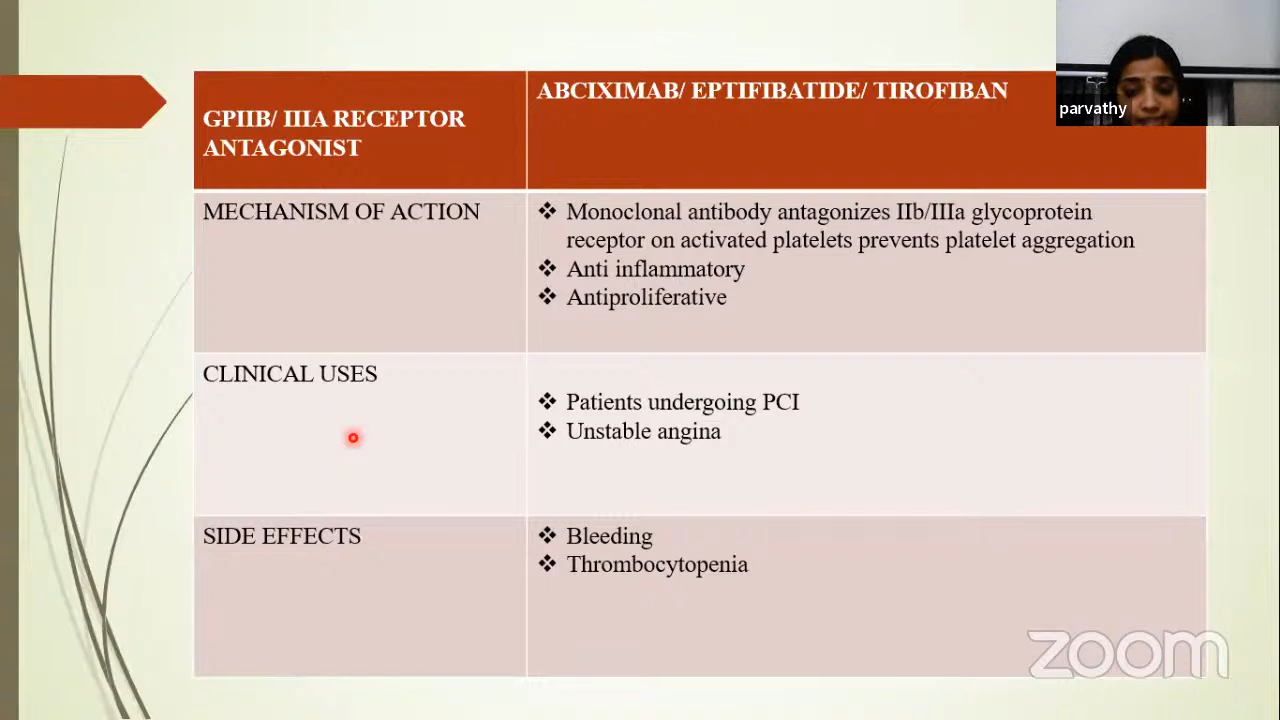 GPIIB/ IIIA RECEPTOR
ANTAGONIST
ABCIXIMAB/ EPTIFIBATIDE/ TIROFIBAN
parvathy
MECHANISM OF ACTION
❖ Monoclonal antibody antagonizes IIb/IIIa glycoprotein
receptor on activated platelets prevents platelet aggregation
❖ Anti inflammatory
❖ Antiproliferative
CLINICAL USES
❖ Patients undergoing PCI
❖ Unstable angina
SIDE EFFECTS
❖ Bleeding
❖ Thrombocytopenia
zoom